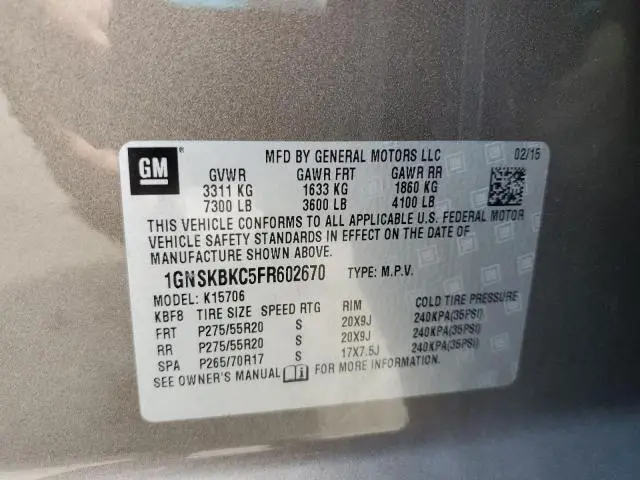 GM
MFD BY GENERAL MOTORS LLC 02/15
GVWR GAWR FRT GAWR RR
3311 KG 1633 KG 1860 KG
7300 LB 3600 LB 4100 LB
THIS VEHICLE CONFORMS TO ALL APPLICABLE U.S. FEDERAL MOTOR
VEHICLE SAFETY STANDARDS IN EFFECT ON THE DATE OF
MANUFACTURE SHOWN ABOVE.
1GNSKBKC5FR602670 TYPE: M.P.V.
MODEL: K15706
KBF8 TIRE SIZE SPEED RTG RIM COLD TIRE PRESSURE
FRT P275/55R20 S 20X9J 240KPA(35PSI)
RR P275/55R20 S 20X9J 240KPA(35PSI)
SPA P265/70R17 S 17X7.5J 240KPA(35PSI)
SEE OWNER'S MANUAL i FOR MORE INFORMATION.